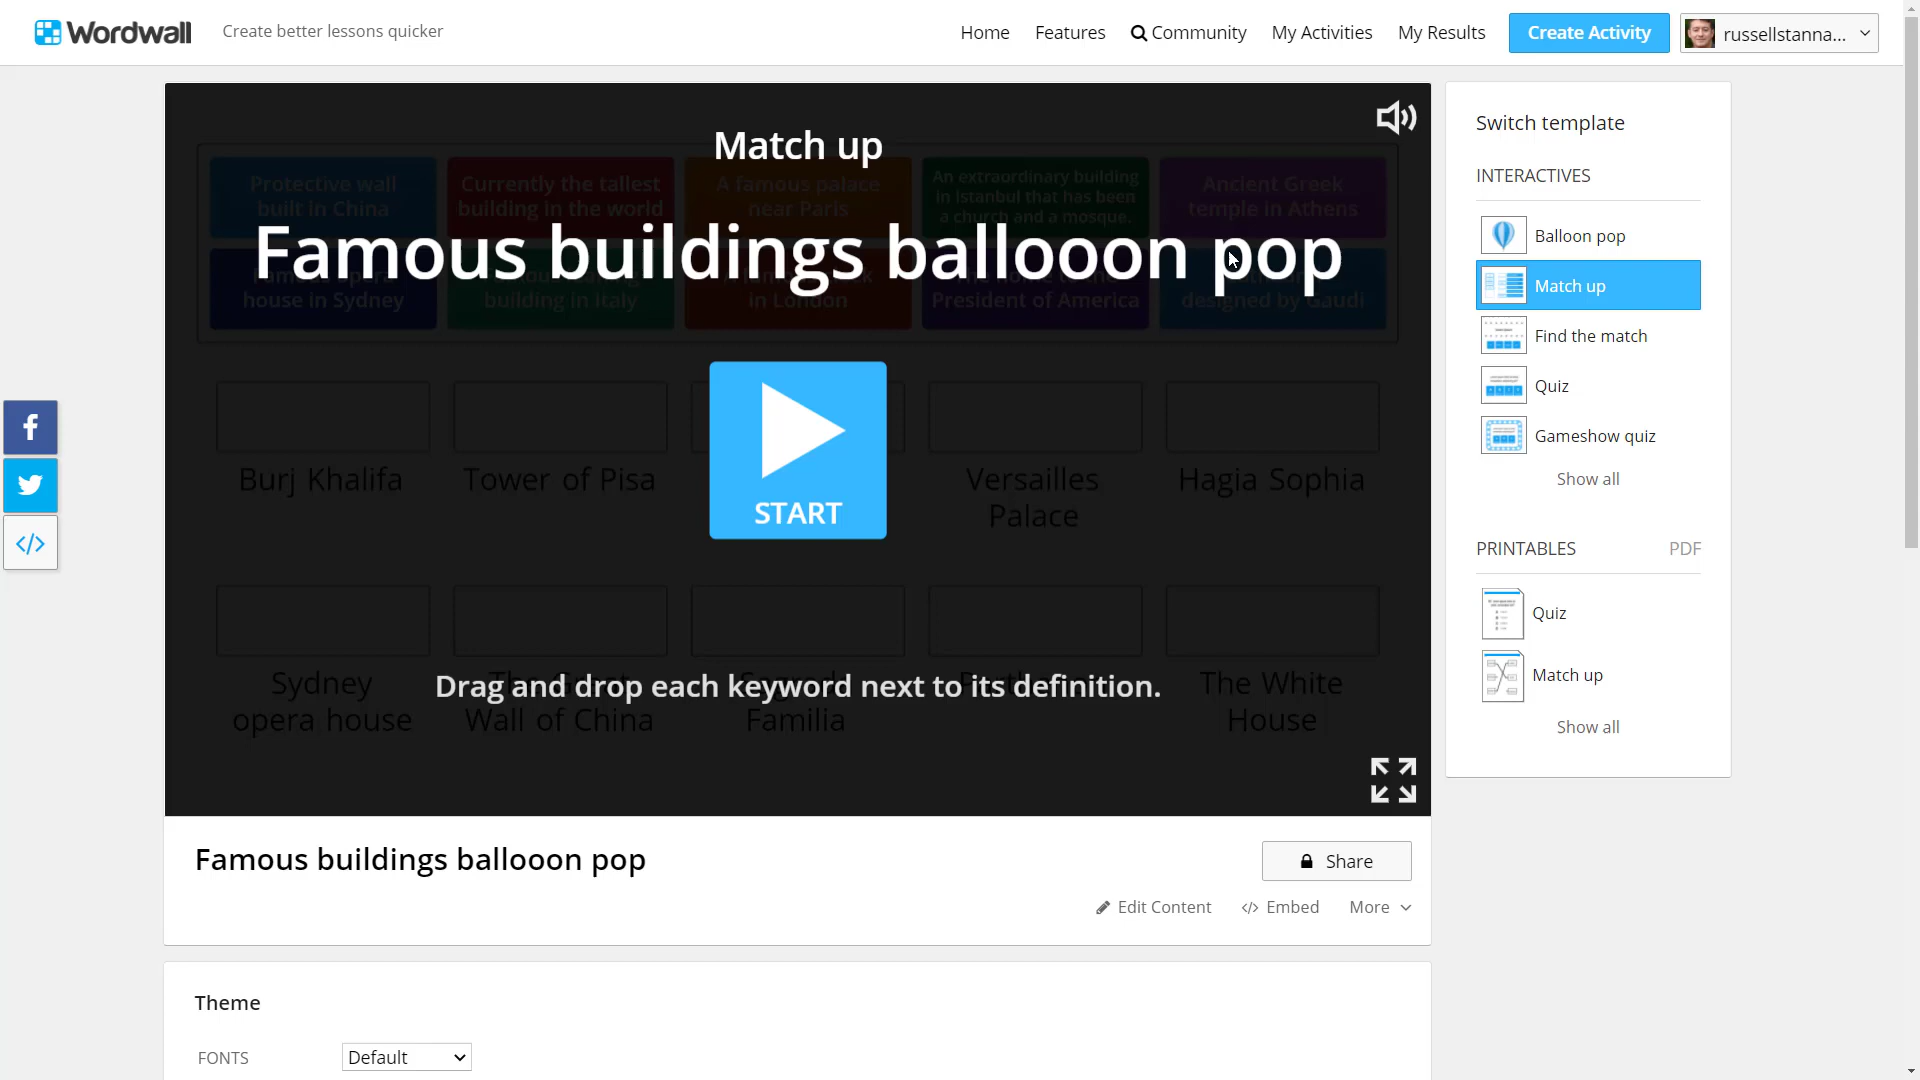 Wordwall
Create better lessons quicker
Home
Features
Community
My Activities
My Results
Create Activity
russellstanna...
Match up
Protective wall
built in China
Currently the tallest
building in the world
A famous palace
near Paris
An extraordinary building
in Istanbul that has been
a church and a mosque.
Ancient Greek
temple in Athens
Famous buildings ballooon pop
house in Sydney
building in Italy
in London
President of America
designed by Gaudi
START
Burj Khalifa
Tower of Pisa
Versailles
Palace
Hagia Sophia
Drag and drop each keyword next to its definition.
Sydney
opera house
Wall of China
Familia
The White
House
Famous buildings ballooon pop
Share
Edit Content
Embed
More
Theme
FONTS
Default
Switch template
INTERACTIVES
Balloon pop
Match up
Find the match
Quiz
Gameshow quiz
Show all
PRINTABLES
PDF
Quiz
Match up
Show all